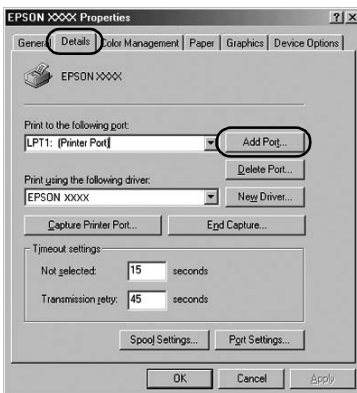 EPSON XXXX Properties
General Details Color Management Paper Graphics Device Options
EPSON XXXX
Print to the following port:
LPT1: (Printer Port)
Add Port...
Delete Port...
Print using the following driver:
EPSON XXXX
New Driver...
Capture Printer Port... End Capture...
Timeout settings
Not selected: 15 seconds
Transmission retry: 45 seconds
Spool Settings... Port Settings...
OK Cancel Apply